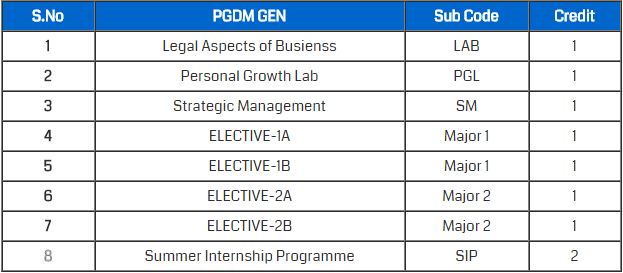 S.No PGDM GEN Sub Code Credit
1 Legal Aspects of Busienss LAB 1
2 Personal Growth Lab PGL 1
3 Strategic Management SM 1
4 ELECTIVE-1A Major 1 1
5 ELECTIVE-1B Major 1 1
6 ELECTIVE-2A Major 2 1
7 ELECTIVE-2B Major 2 1
8 Summer Internship Programme SIP 2